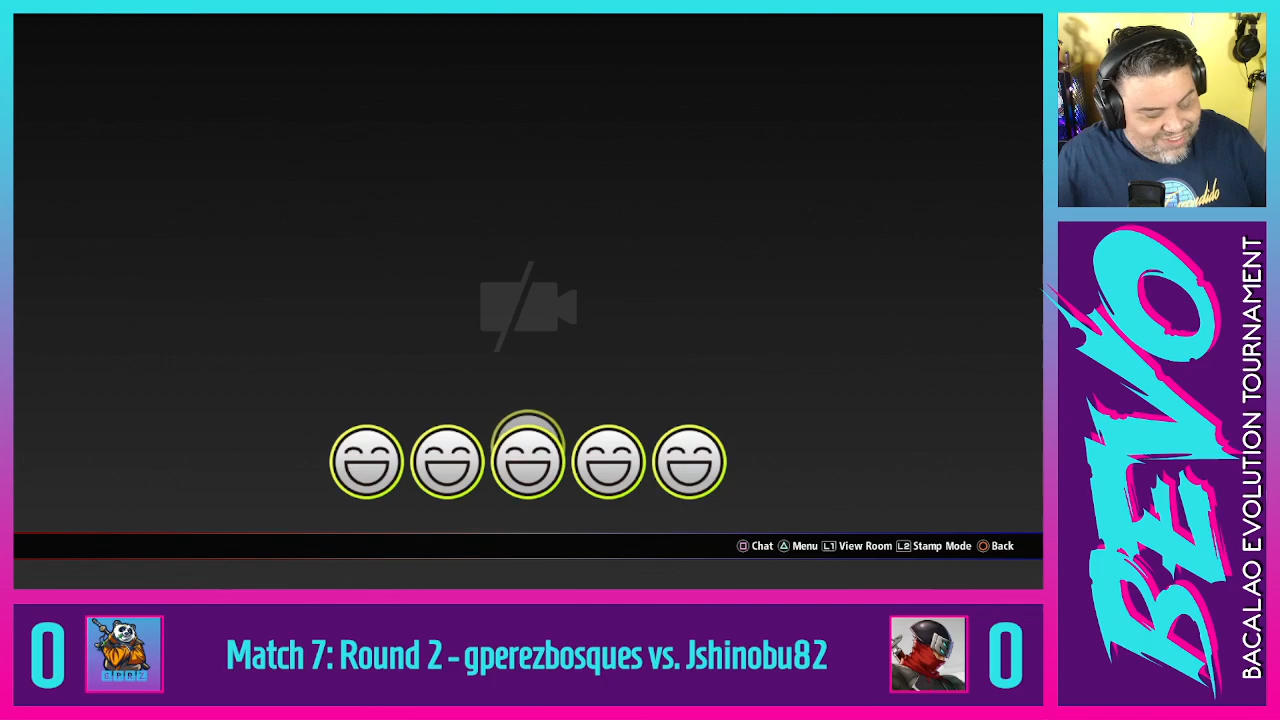 Chat Menu L1 View Room L2 Stamp Mode Back
BEVO
BACALAO EVOLUTION TOURNAMENT
0 BPRZ Match 7: Round 2 - gperezbosques vs. Jshinobu82 0